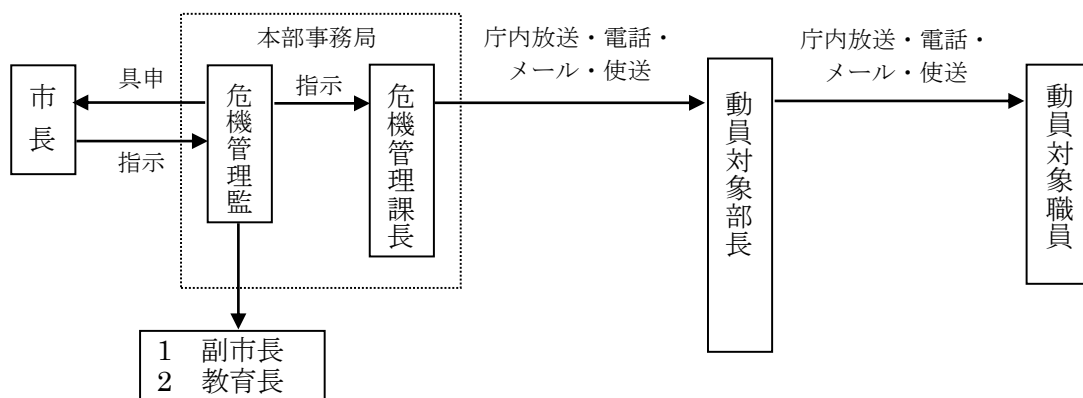 本部事務局
庁内放送・電話・
メール・使送
庁内放送・電話・
メール・使送
市長
具申
指示
危機管理監
指示
危機管理課長
動員対象部長
動員対象職員
1 副市長
2 教育長